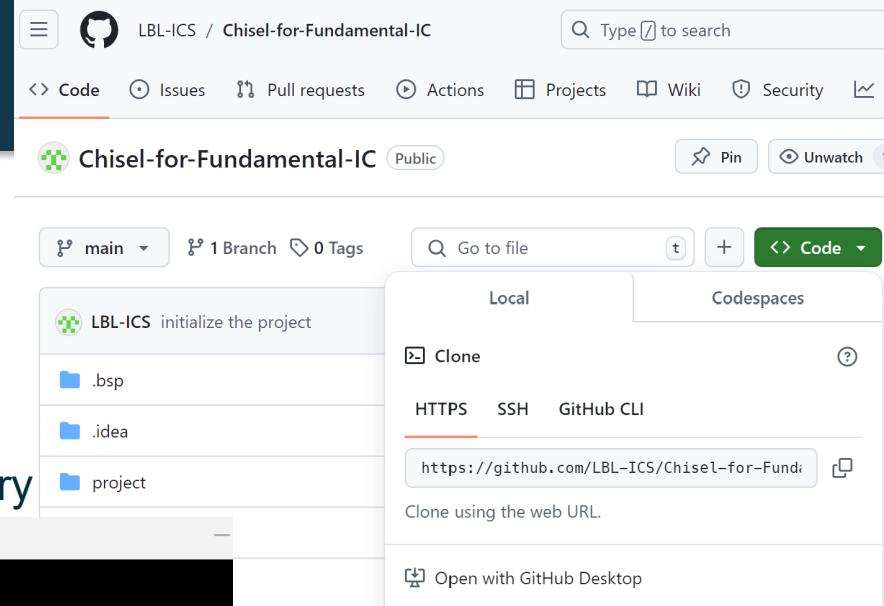 LBL-ICS / Chisel-for-Fundamental-IC
Type / to search
Code Issues Pull requests Actions Projects Wiki Security
Chisel-for-Fundamental-IC Public
Pin Unwatch
main 1 Branch 0 Tags Go to file t + Code
Local Codespaces
LBL-ICS initialize the project
Clone
.bsp
HTTPS SSH GitHub CLI
.idea
https://github.com/LBL-ICS/Chisel-for-Funda
project
ry
Clone using the web URL.
Open with GitHub Desktop